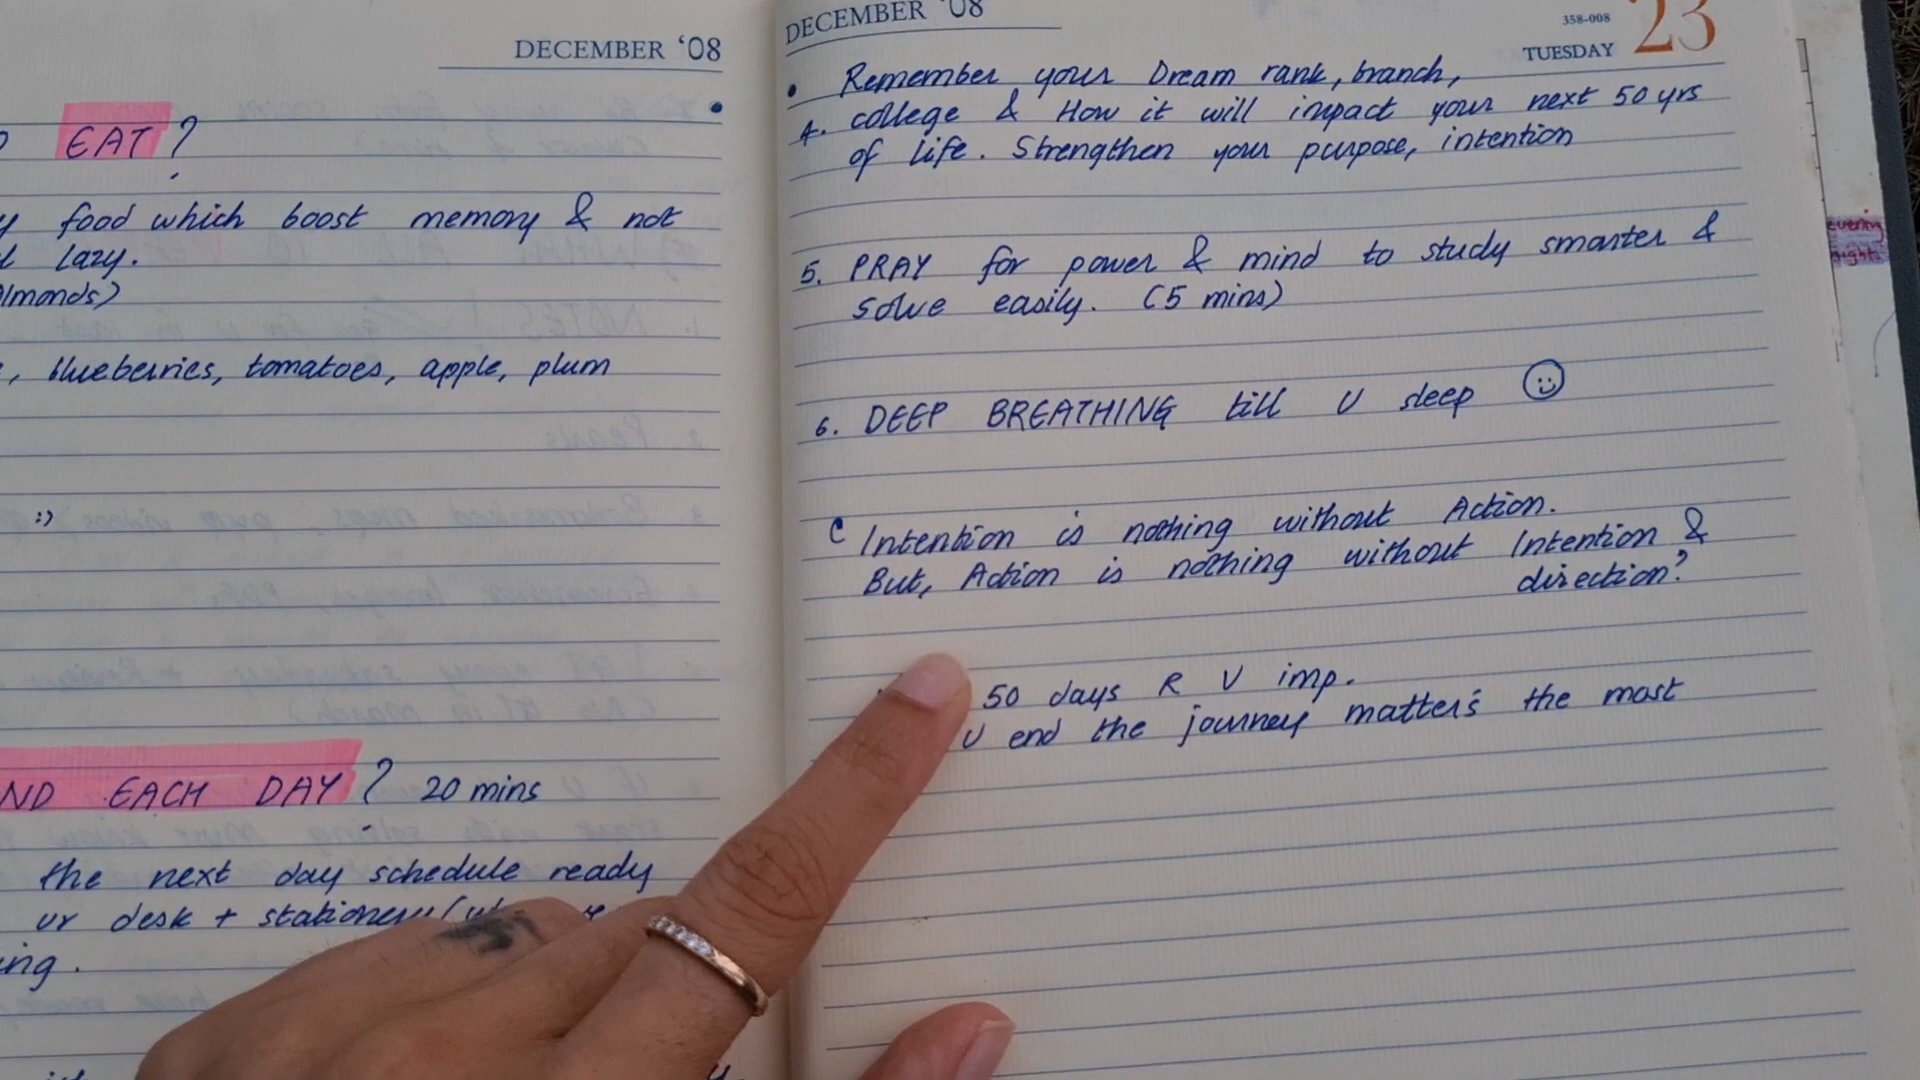 DECEMBER '08
EAT?
food which boost memory & not
lazy.
almonds)
, blueberries, tomatoes, apple, plum
:)
ND EACH DAY? 20 mins
the next day schedule ready
ur desk + stationery
ing.
DECEMBER '08
358-008
TUESDAY 23
• Remember your Dream rank, branch,
4. college & How it will impact your next 50 yrs
of life. Strengthen your purpose, intention
5. PRAY for power & mind to study smarter &
solve easily. (5 mins)
6. DEEP BREATHING till U sleep
Intention is nothing without Action.
But, Action is nothing without Intention &
direction?
50 days R V imp.
U end the journey matter's the most
evening
night